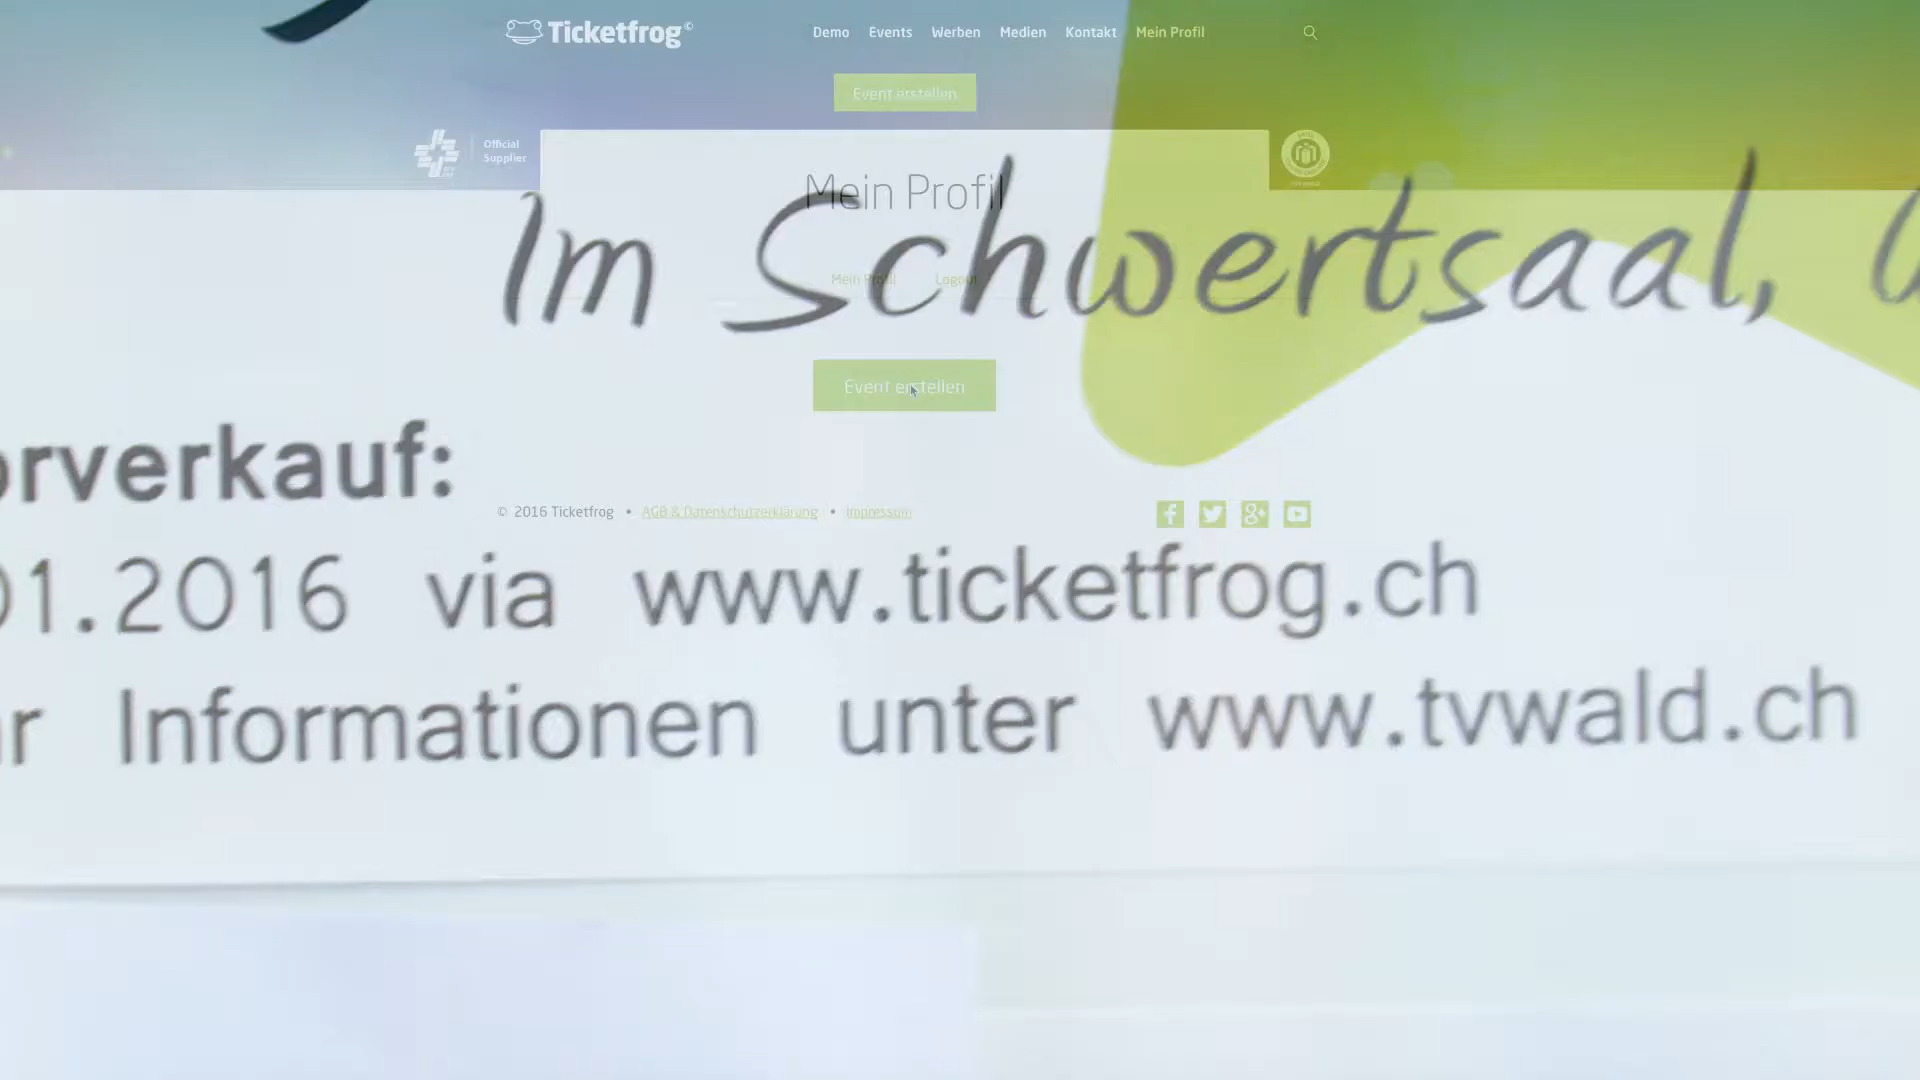 Ticketfrog©
Demo Events Werben Medien Kontakt Mein Profil
Event erstellen
Official
Supplier
Mein Profil
Im Schwertsaal,
Mein Profil Logout
Event erstellen
orverkauf:
© 2016 Ticketfrog • AGB & Datenschutzerklärung • Impressum
01.2016 via www.ticketfrog.ch
r Informationen unter www.tvwald.ch